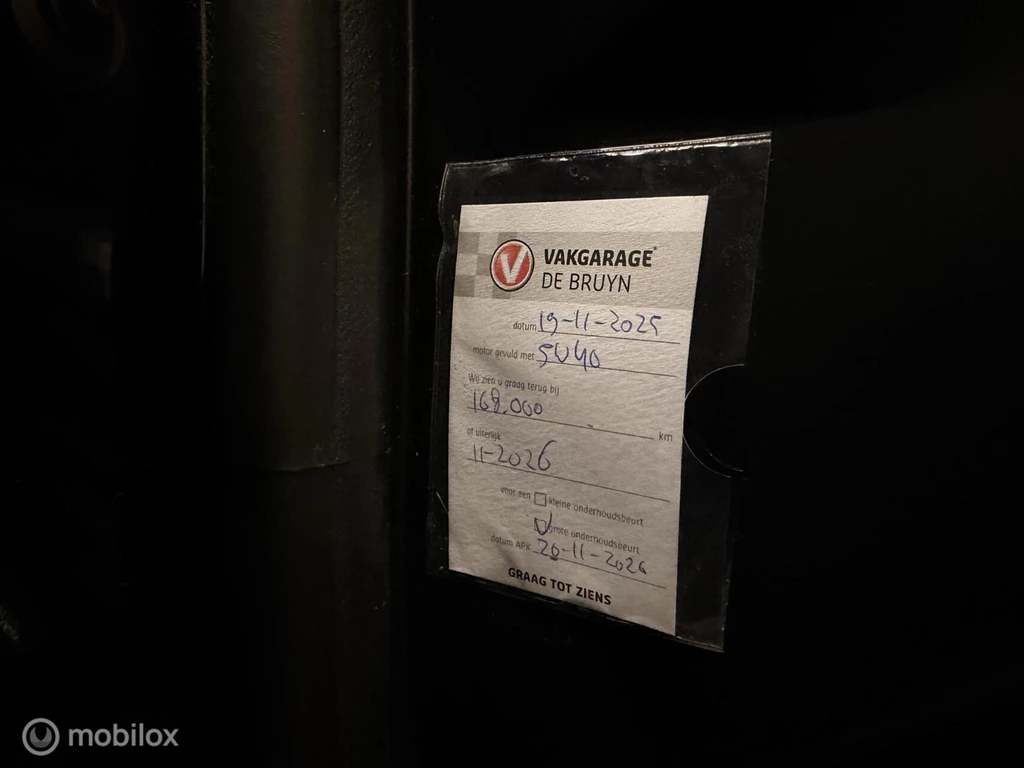 V VAKGARAGE
DE BRUYN
datum 19-11-2025
motor gevuld met 5W40
Wij zien u graag terug bij
168.000 km
of uiterlijk
11-2026
voor een kleine onderhoudsbeurt
grote onderhoudsbeurt
datum APK 20-11-2026
GRAAG TOT ZIENS
mobilox